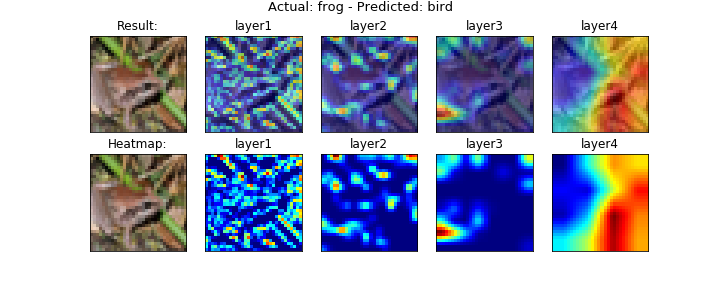 Actual: frog - Predicted: bird
Result: layer1 layer2 layer3 layer4
Heatmap: layer1 layer2 layer3 layer4